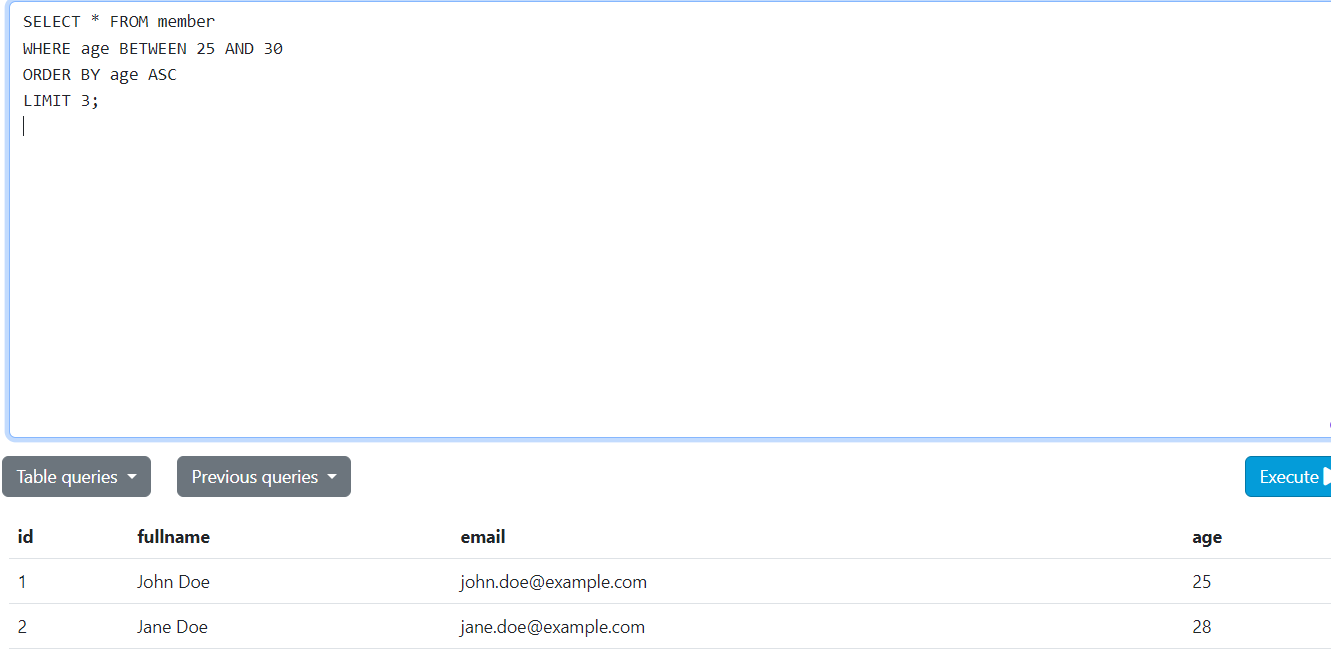 SELECT * FROM member
WHERE age BETWEEN 25 AND 30
ORDER BY age ASC
LIMIT 3;
Table queries Previous queries Execute
id fullname email age
1 John Doe john.doe@example.com 25
2 Jane Doe jane.doe@example.com 28